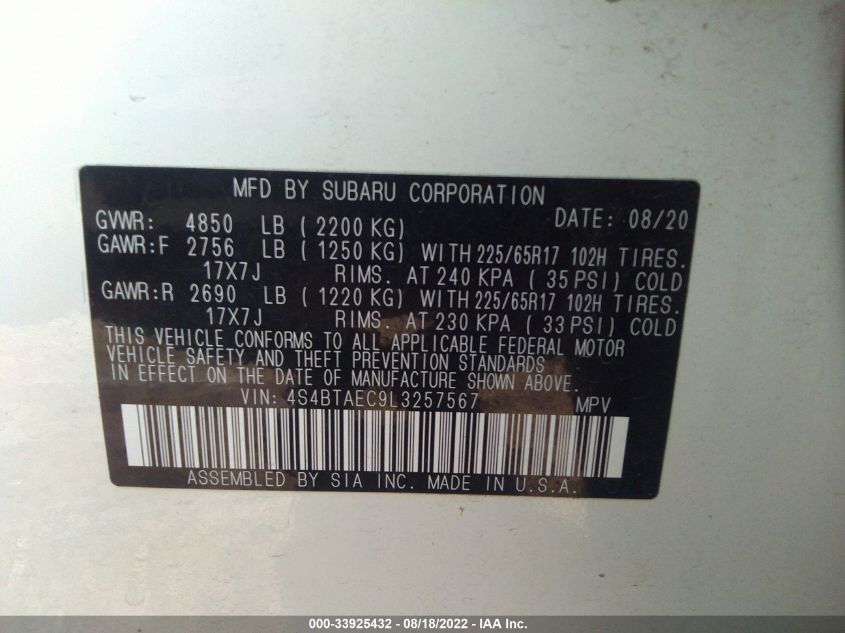 MFD BY SUBARU CORPORATION
GVWR: 4850 LB ( 2200 KG) DATE: 08/20
GAWR:F 2756 LB ( 1250 KG) WITH 225/65R17 102H TIRES.
17X7J RIMS. AT 240 KPA ( 35 PSI) COLD
GAWR:R 2690 LB ( 1220 KG) WITH 225/65R17 102H TIRES.
17X7J RIMS. AT 230 KPA ( 33 PSI) COLD
THIS VEHICLE CONFORMS TO ALL APPLICABLE FEDERAL MOTOR
VEHICLE SAFETY AND THEFT PREVENTION STANDARDS
IN EFFECT ON THE DATE OF MANUFACTURE SHOWN ABOVE.
VIN: 4S4BTAEC9L3257567 MPV
ASSEMBLED BY SIA INC. MADE IN U.S.A.
000-33925432 - 08/18/2022 - IAA Inc.